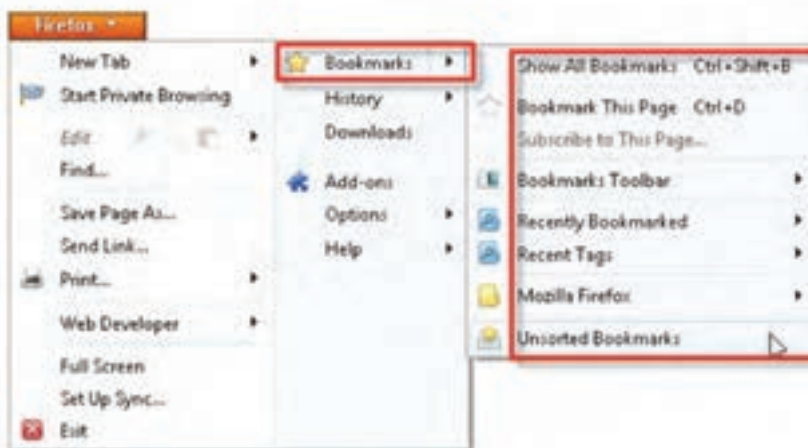 Firefox
New Tab
Start Private Browsing
Edit
Find...
Save Page As...
Send Link...
Print...
Web Developer
Full Screen
Set Up Sync...
Exit
Bookmarks
History
Downloads
Add-ons
Options
Help
Show All Bookmarks Ctrl+Shift+B
Bookmark This Page Ctrl+D
Subscribe to This Page...
Bookmarks Toolbar
Recently Bookmarked
Recent Tags
Mozilla Firefox
Unsorted Bookmarks